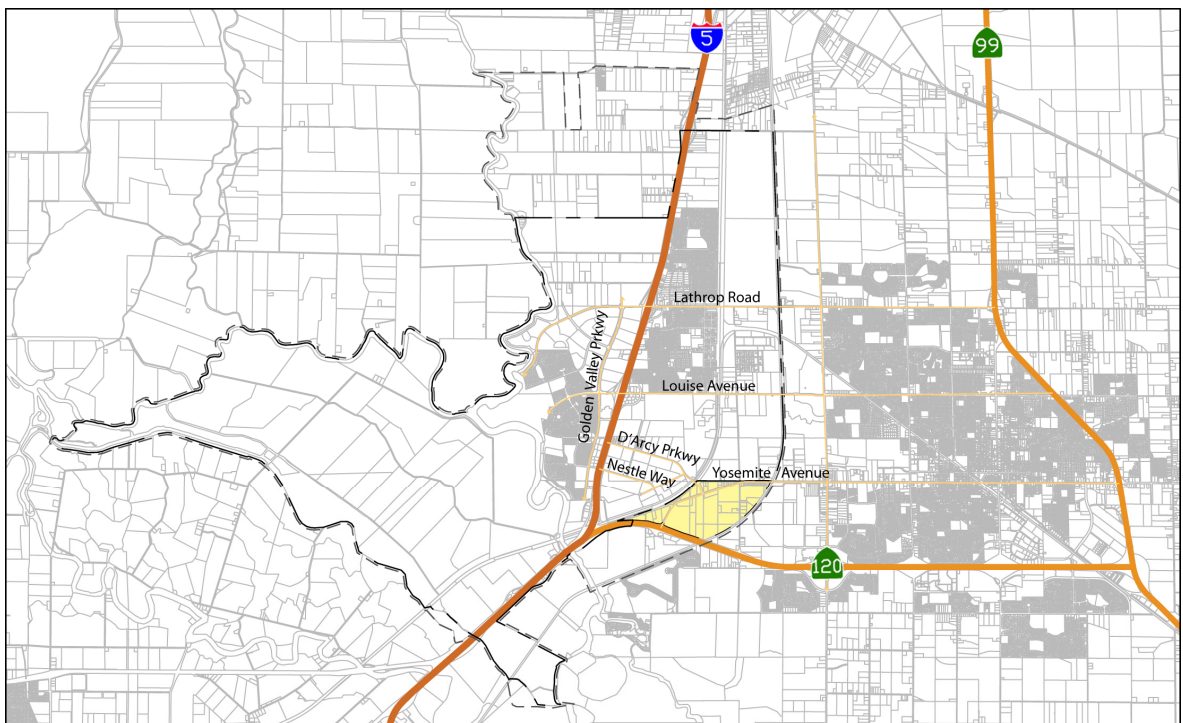 5
99
Lathrop Road
Golden Valley Prkwy
Louise Avenue
D'Arcy Prkwy
Nestle Way
Yosemite Avenue
120